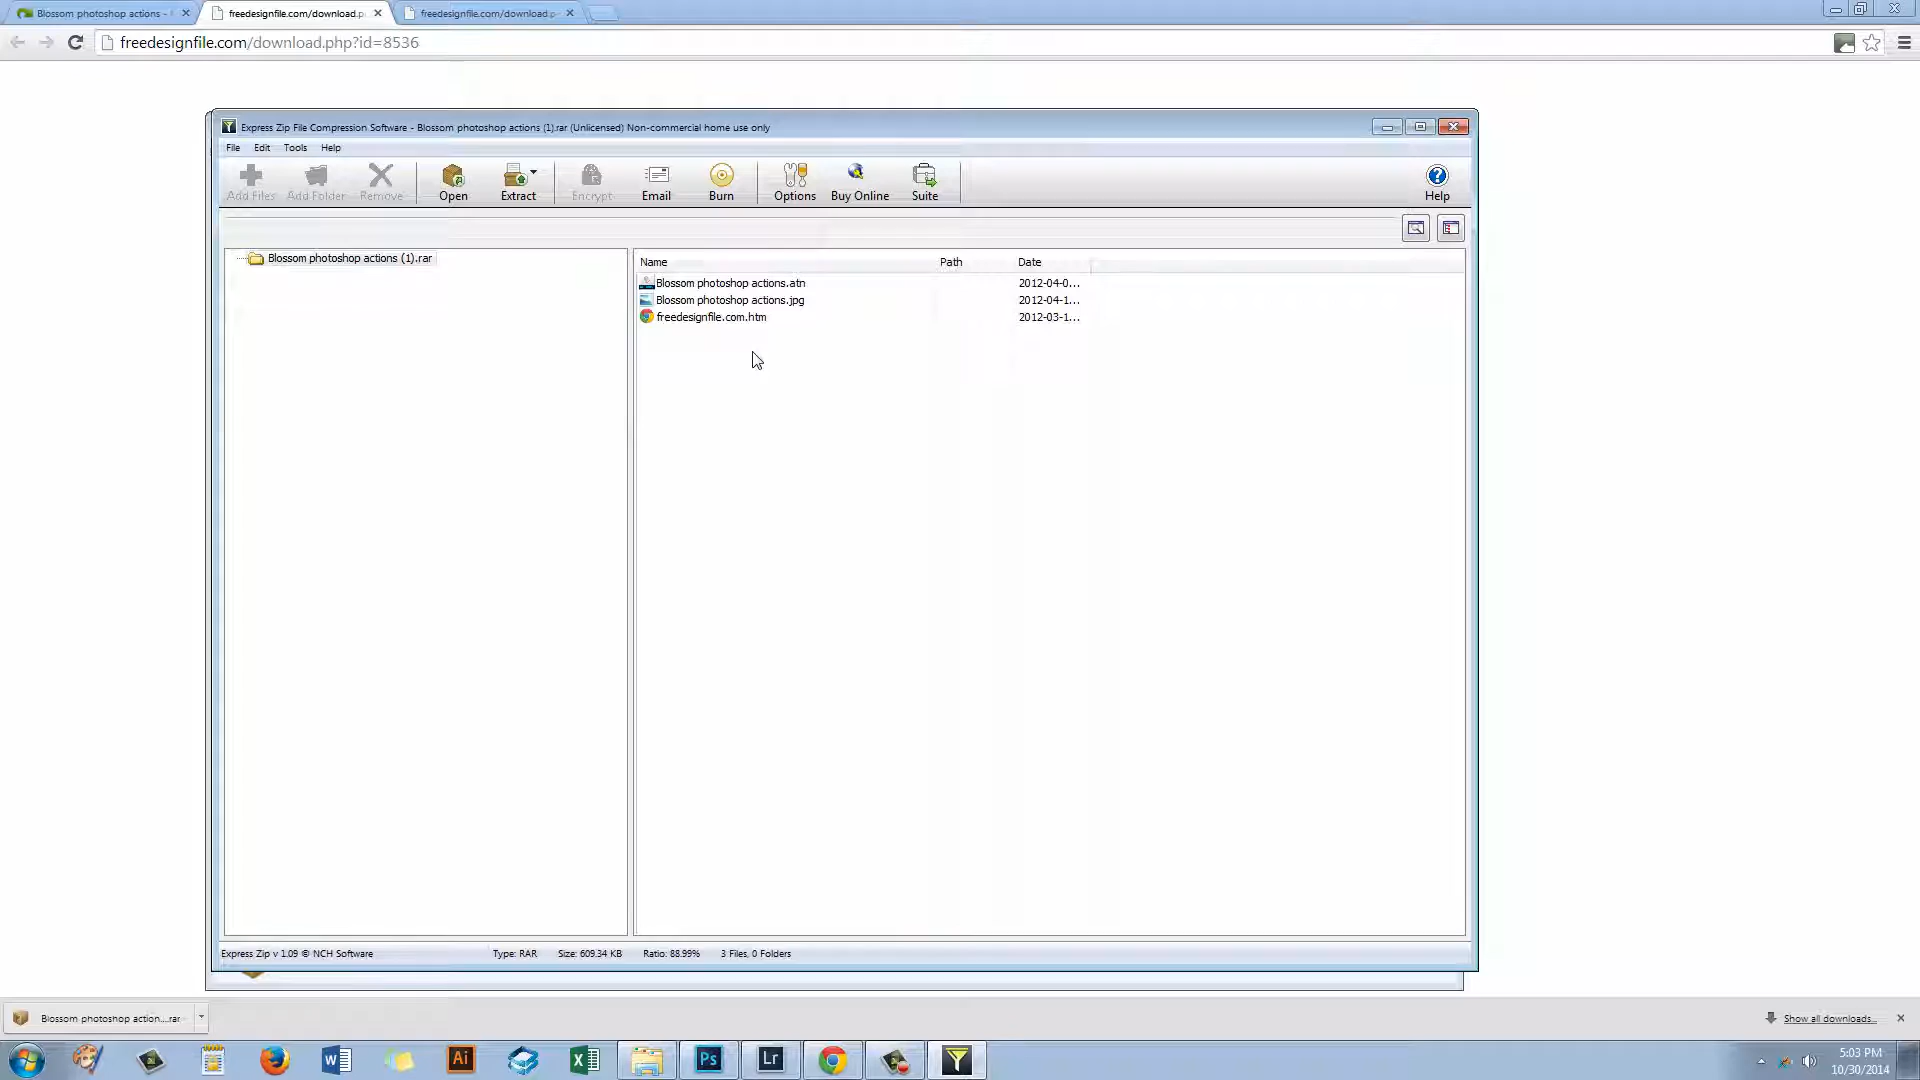 Blossom photoshop actions -
freedesignfile.com/download.p
freedesignfile.com/download.p
freedesignfile.com/download.php?id=8536
Express Zip File Compression Software - Blossom photoshop actions (1).rar (Unlicensed) Non-commercial home use only
File Edit Tools Help
Add Files Add Folder Remove Open Extract Encrypt Email Burn Options Buy Online Suite Help
Blossom photoshop actions (1).rar
Name Path Date
Blossom photoshop actions.atn 2012-04-0...
Blossom photoshop actions.jpg 2012-04-1...
freedesignfile.com.htm 2012-03-1...
Express Zip v 1.09 © NCH Software Type: RAR Size: 609.34 KB Ratio: 88.99% 3 Files, 0 Folders
Blossom photoshop action....rar Show all downloads...
Ai Ps Lr
5:03 PM
10/30/2014